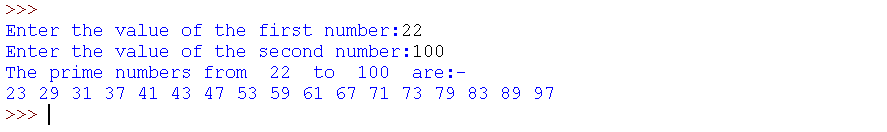 >>>
Enter the value of the first number:22
Enter the value of the second number:100
The prime numbers from  22  to  100  are:-
23 29 31 37 41 43 47 53 59 61 67 71 73 79 83 89 97
>>>